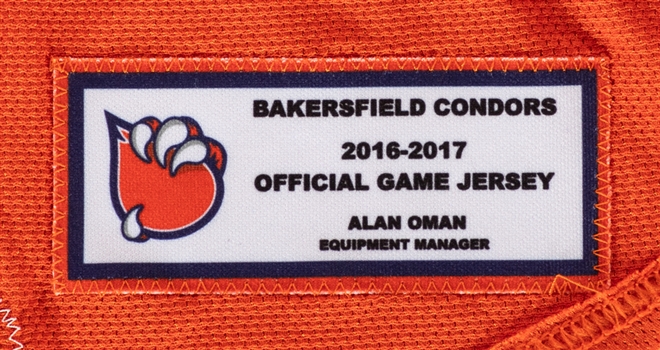 BAKERSFIELD CONDORS
2016-2017
OFFICIAL GAME JERSEY
ALAN OMAN
EQUIPMENT MANAGER